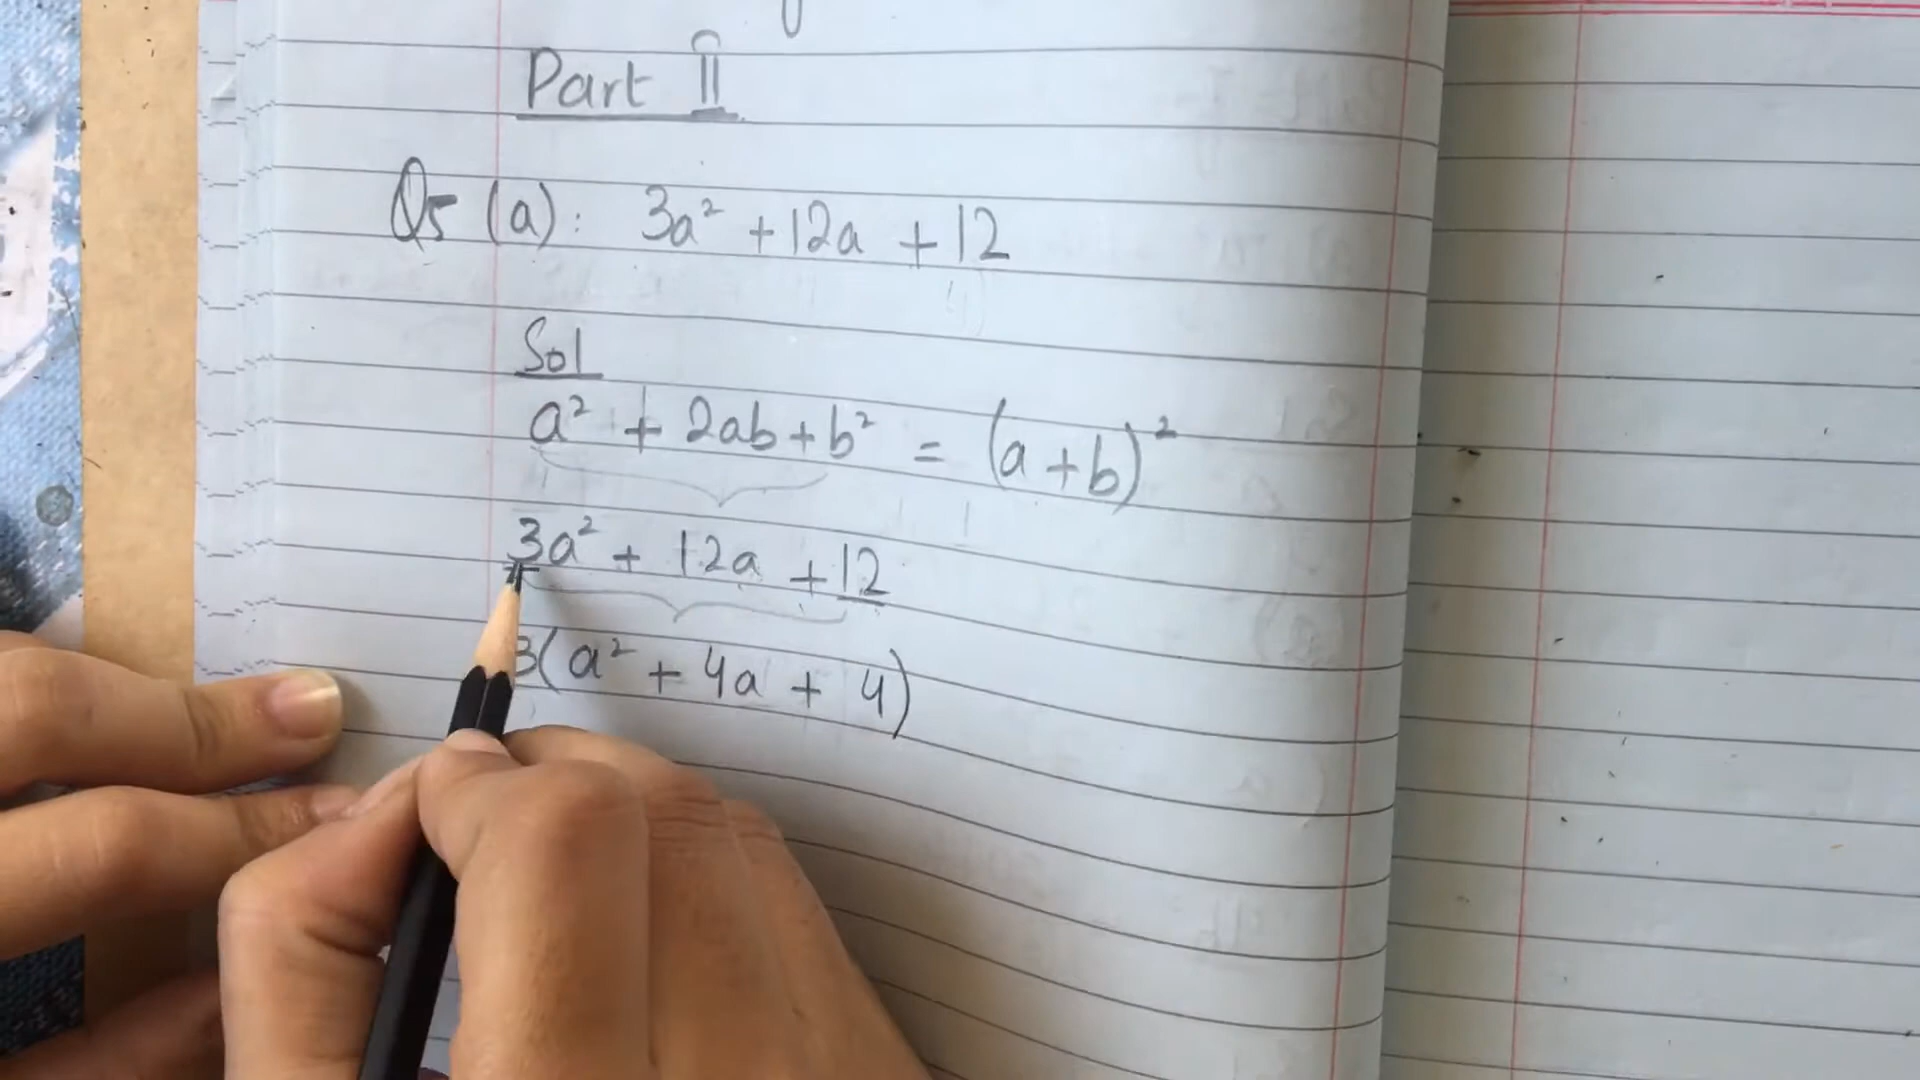 Part II
Q5 (a): 3a² + 12a + 12
Sol
a² + 2ab + b² = (a + b)²
3a² + 12a + 12
3(a² + 4a + 4)